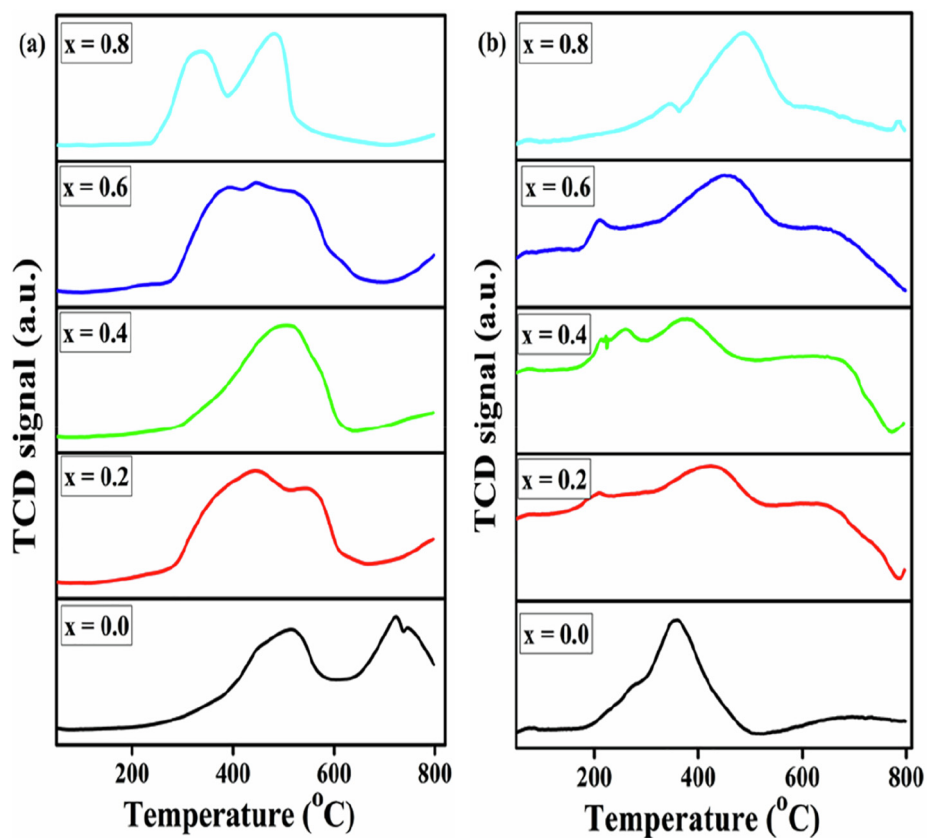 (a)
x = 0.8
x = 0.6
x = 0.4
x = 0.2
x = 0.0
TCD signal (a.u.)
200 400 600 800
Temperature (°C)
(b)
x = 0.8
x = 0.6
x = 0.4
x = 0.2
x = 0.0
TCD signal (a.u.)
200 400 600 800
Temperature (°C)